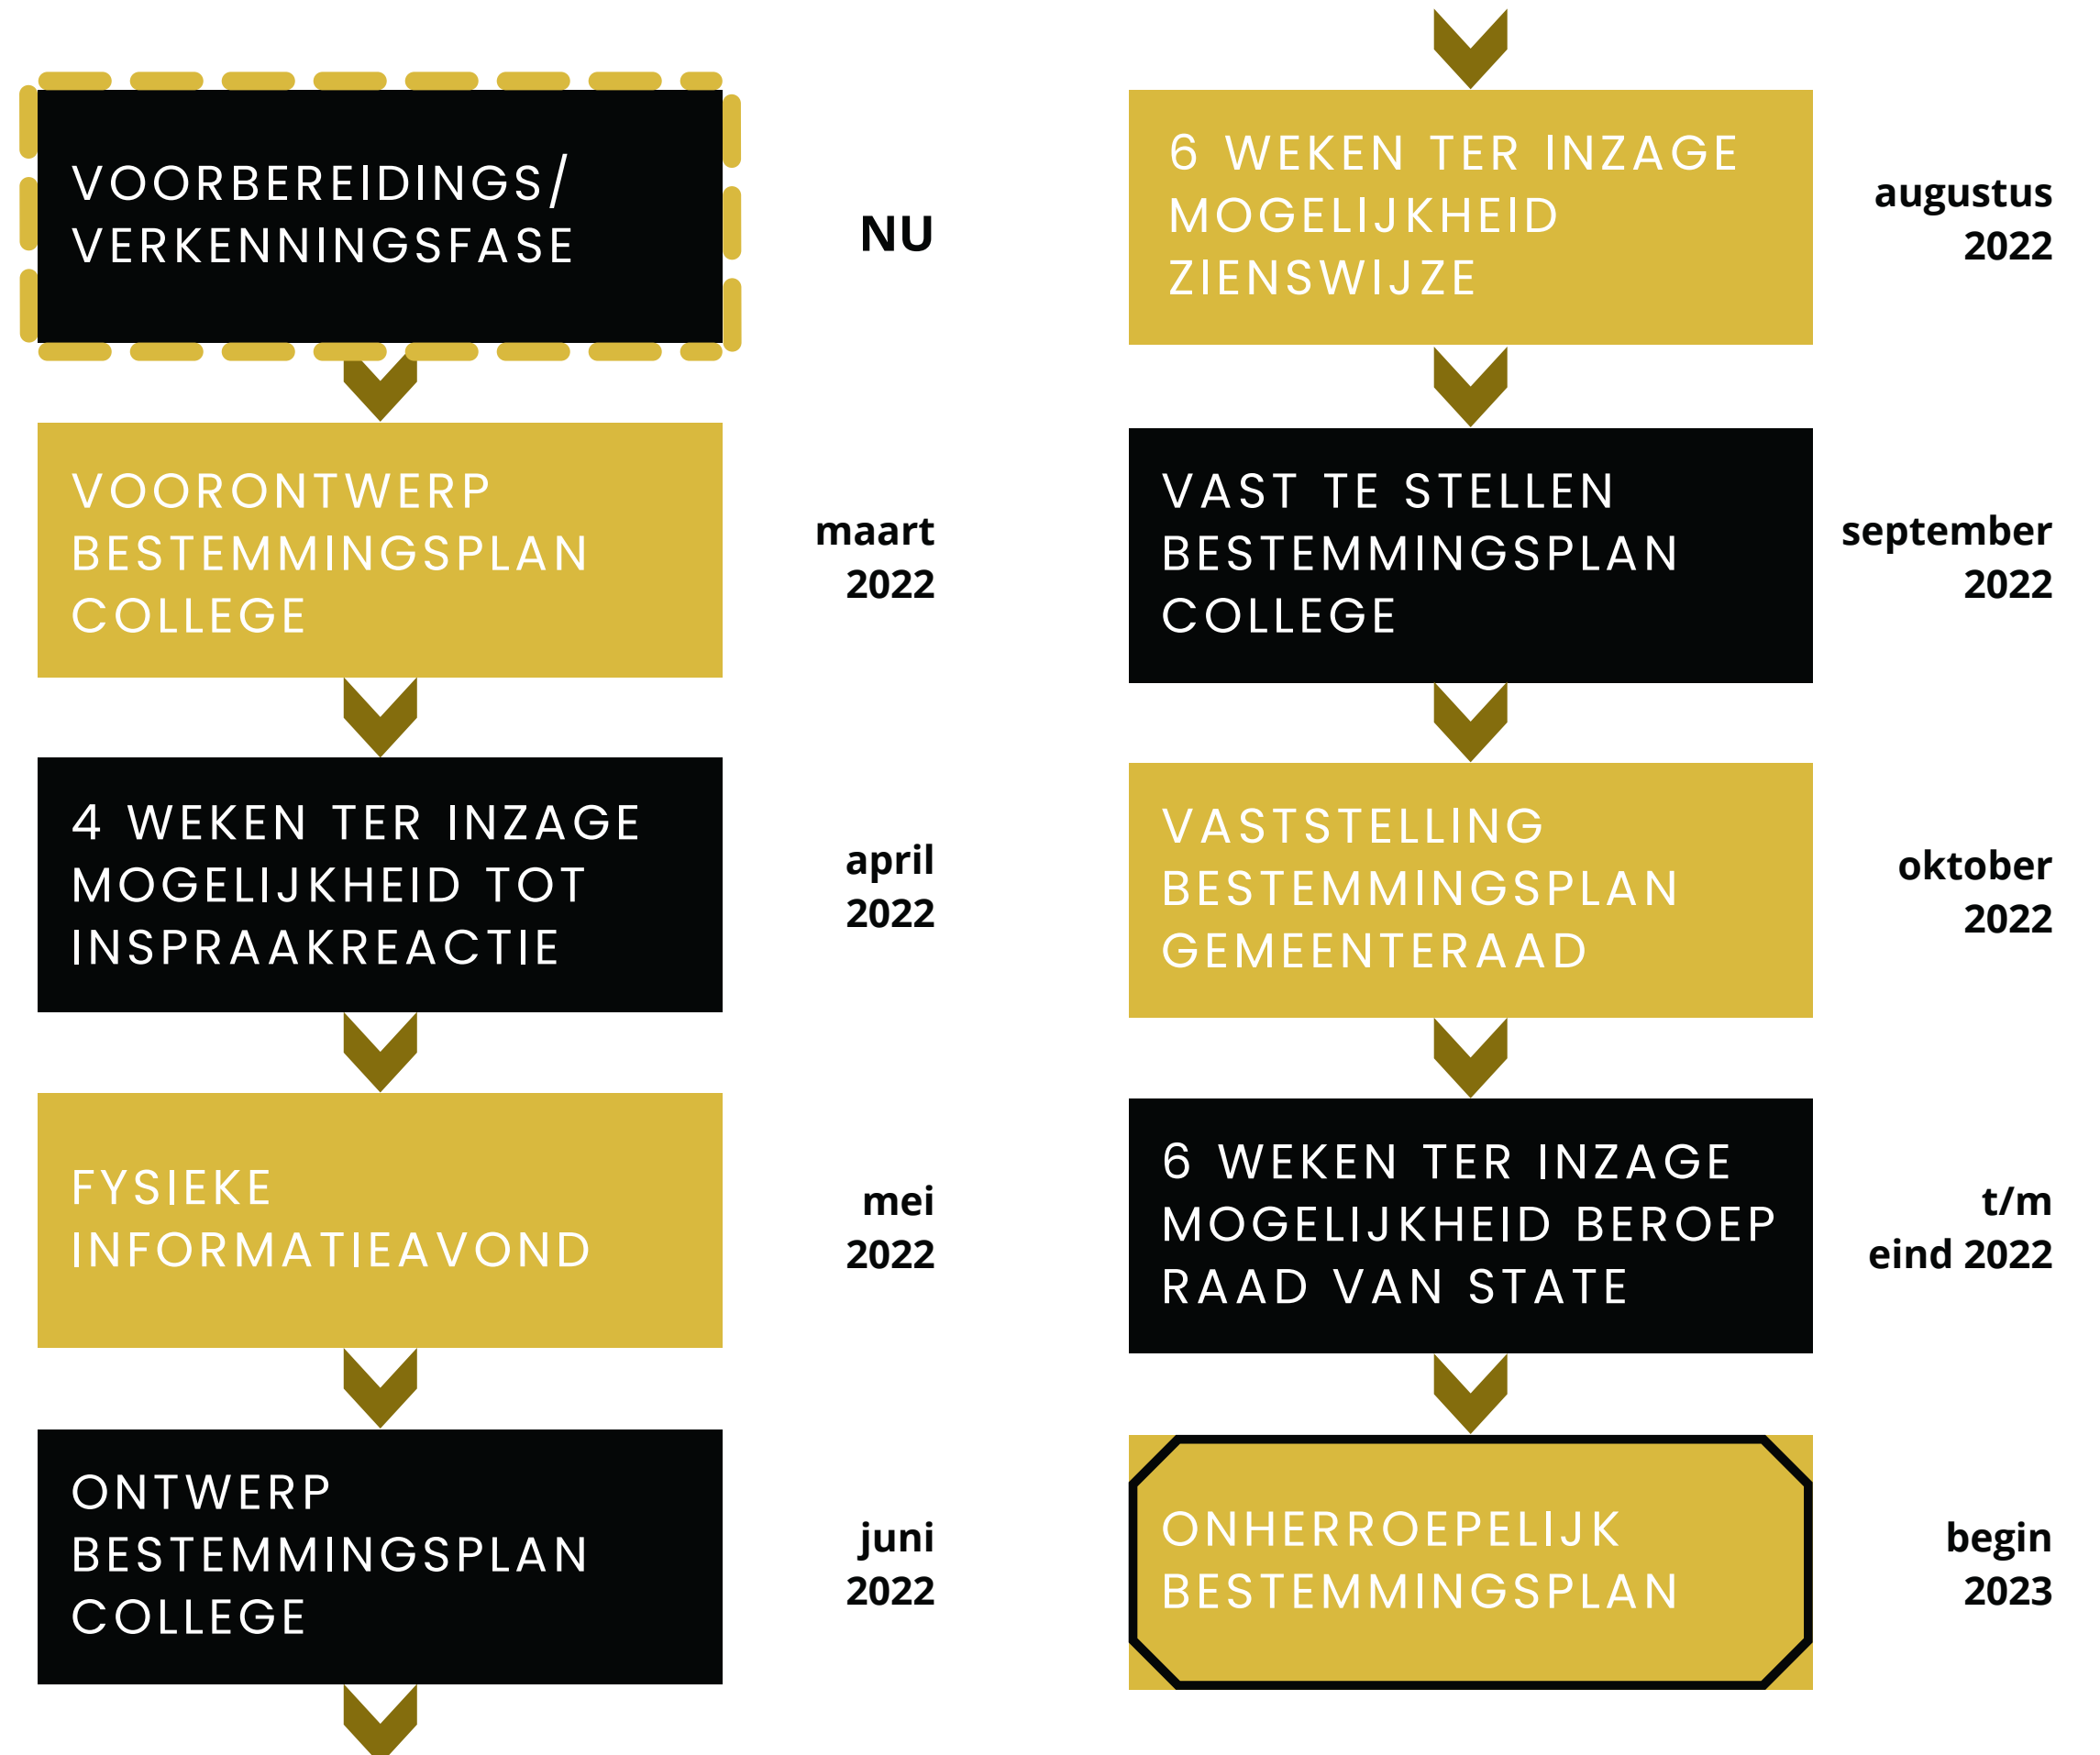 VOORBEREIDINGS/
VERKENNINGSFASE
NU
VOORONTWERP
BESTEMMINGSPLAN
COLLEGE
maart
2022
4 WEKEN TER INZAGE
MOGELIJKHEID TOT
INSPRAAKREACTIE
april
2022
FYSIEKE
INFORMATIEAVOND
mei
2022
ONTWERP
BESTEMMINGSPLAN
COLLEGE
juni
2022
6 WEKEN TER INZAGE
MOGELIJKHEID
ZIENSWIJZE
augustus
2022
VAST TE STELLEN
BESTEMMINGSPLAN
COLLEGE
september
2022
VASTSTELLING
BESTEMMINGSPLAN
GEMEENTERAAD
oktober
2022
6 WEKEN TER INZAGE
MOGELIJKHEID BEROEP
RAAD VAN STATE
t/m
eind 2022
ONHERROEPELIJK
BESTEMMINGSPLAN
begin
2023